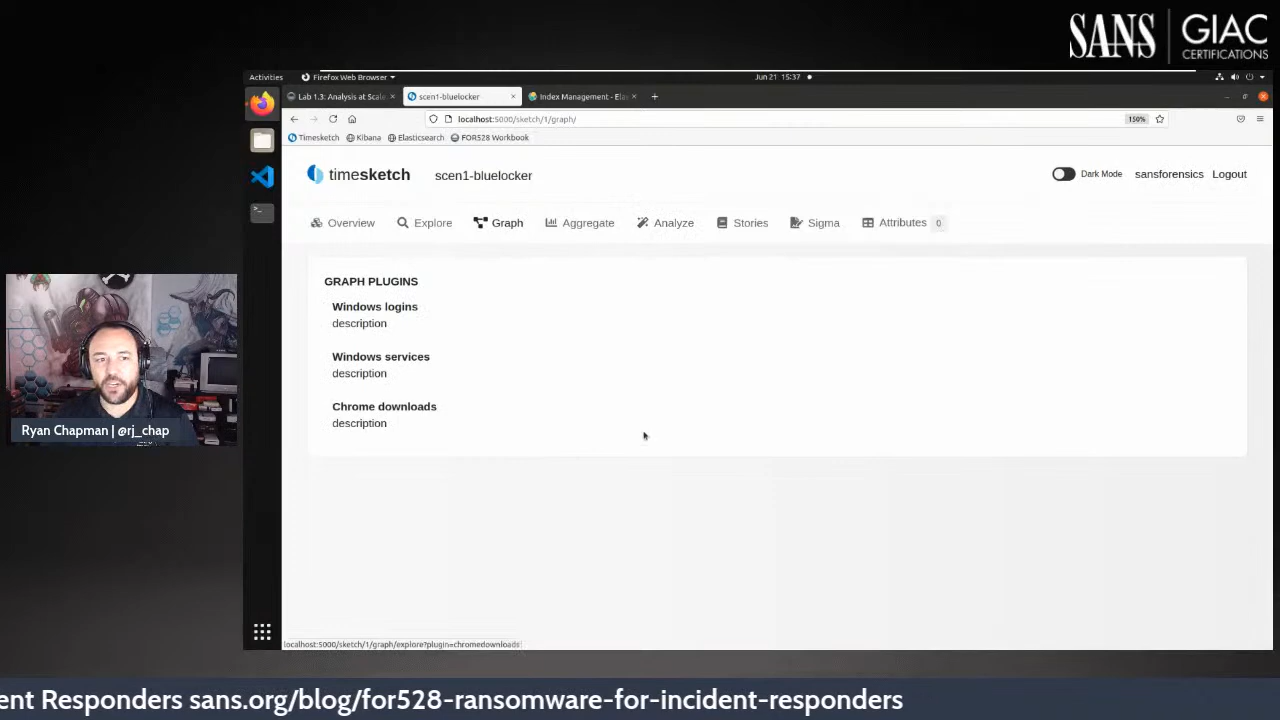 SANS GIAC CERTIFICATIONS
Activities Firefox Web Browser Jun 21 15:37
Lab 1.3: Analysis at Scale scen1-bluelocker Index Management - Elas
localhost:5000/sketch/1/graph/ 150%
Timesketch Kibana Elasticsearch FOR528 Workbook
timesketch scen1-bluelocker Dark Mode sansforensics Logout
Overview Explore Graph Aggregate Analyze Stories Sigma Attributes 0
GRAPH PLUGINS
Windows logins
description
Windows services
description
Chrome downloads
description
Ryan Chapman | @rj_chap
localhost:5000/sketch/1/graph/explore?plugin=chromedownloads
ent Responders sans.org/blog/for528-ransomware-for-incident-responders